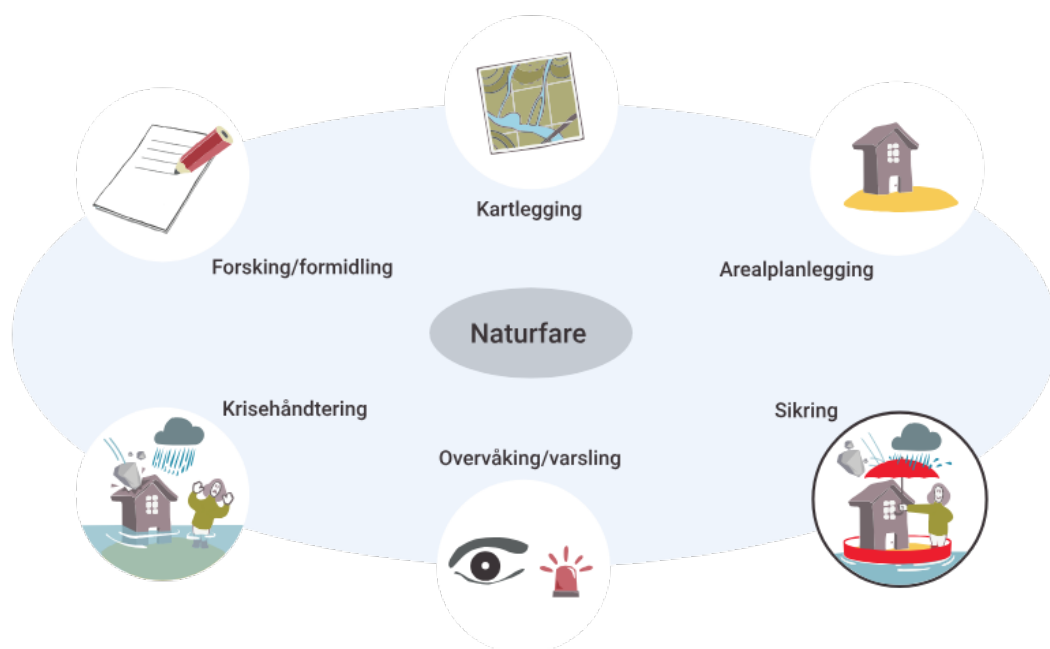 Kartlegging
Forsking/formidling
Arealplanlegging
Naturfare
Krisehåndtering
Sikring
Overvåking/varsling